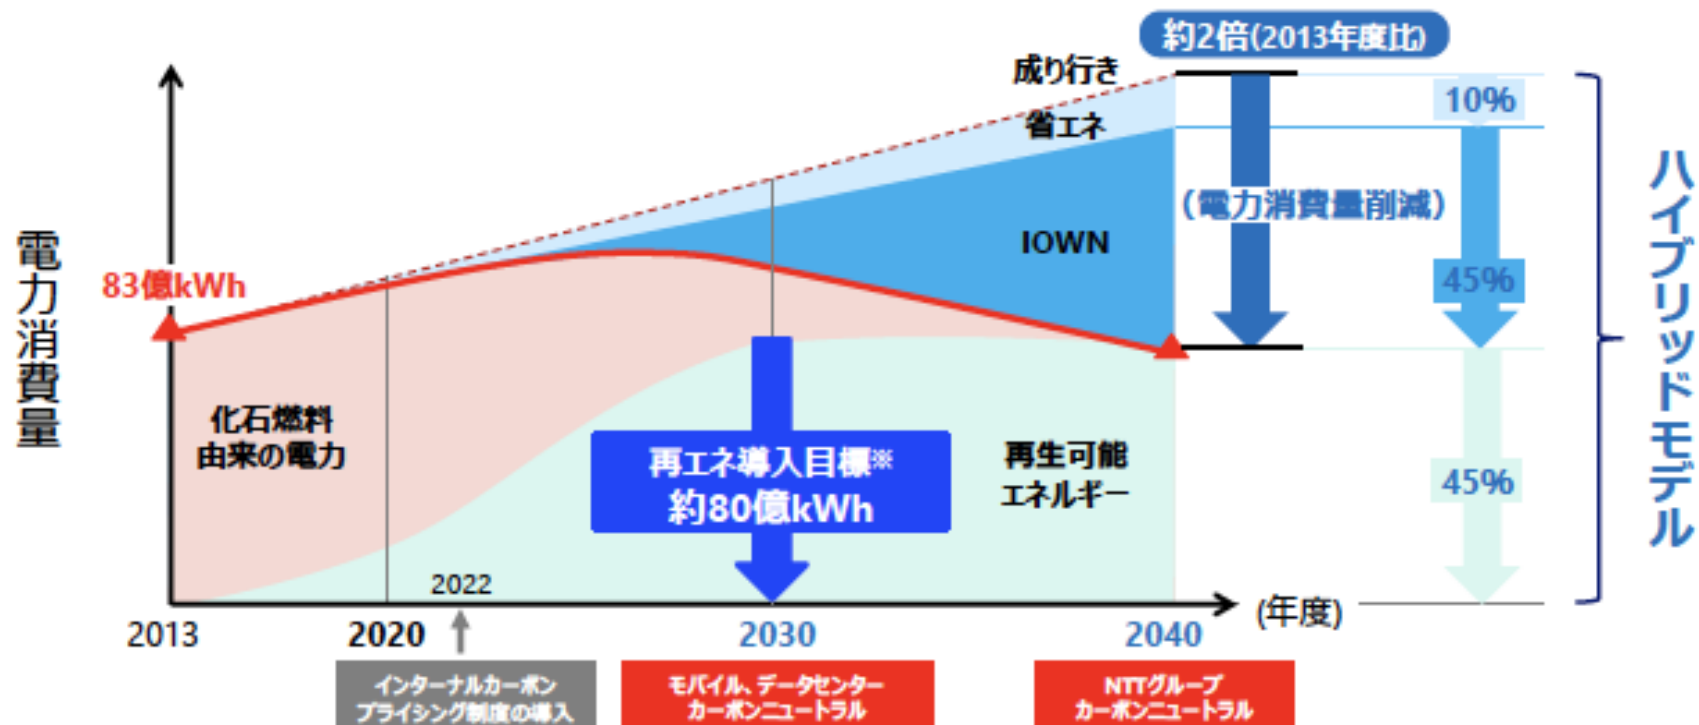 約2倍(2013年度比)
成り行き
10%
省エネ
(電力消費量削減)
IOWN
45%
ハイブリッドモデル
電力消費量
83億kWh
化石燃料
由来の電力
再エネ導入目標※
約80億kWh
再生可能
エネルギー
45%
2022
(年度)
2013
2020
2030
2040
インターナルカーボン
プライシング制度の導入
モバイル、データセンター
カーボンニュートラル
NTTグループ
カーボンニュートラル